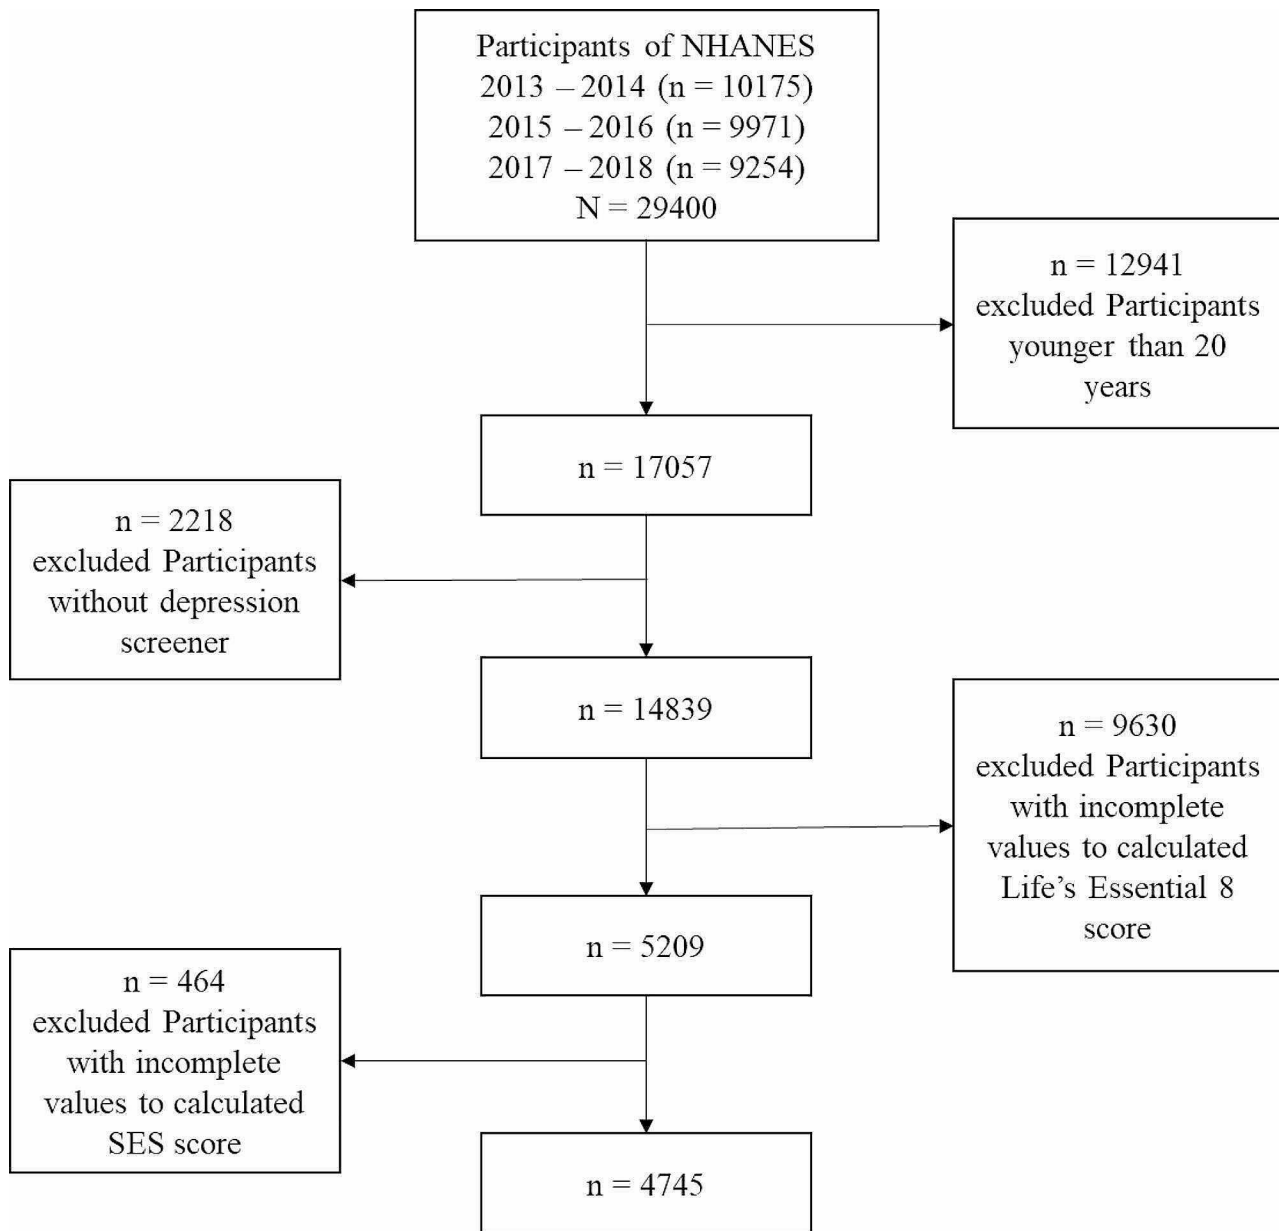 Participants of NHANES
2013 – 2014 (n = 10175)
2015 – 2016 (n = 9971)
2017 – 2018 (n = 9254)
N = 29400
n = 12941
excluded Participants
younger than 20
years
n = 17057
n = 2218
excluded Participants
without depression
screener
n = 14839
n = 9630
excluded Participants
with incomplete
values to calculated
Life’s Essential 8
score
n = 5209
n = 464
excluded Participants
with incomplete
values to calculated
SES score
n = 4745